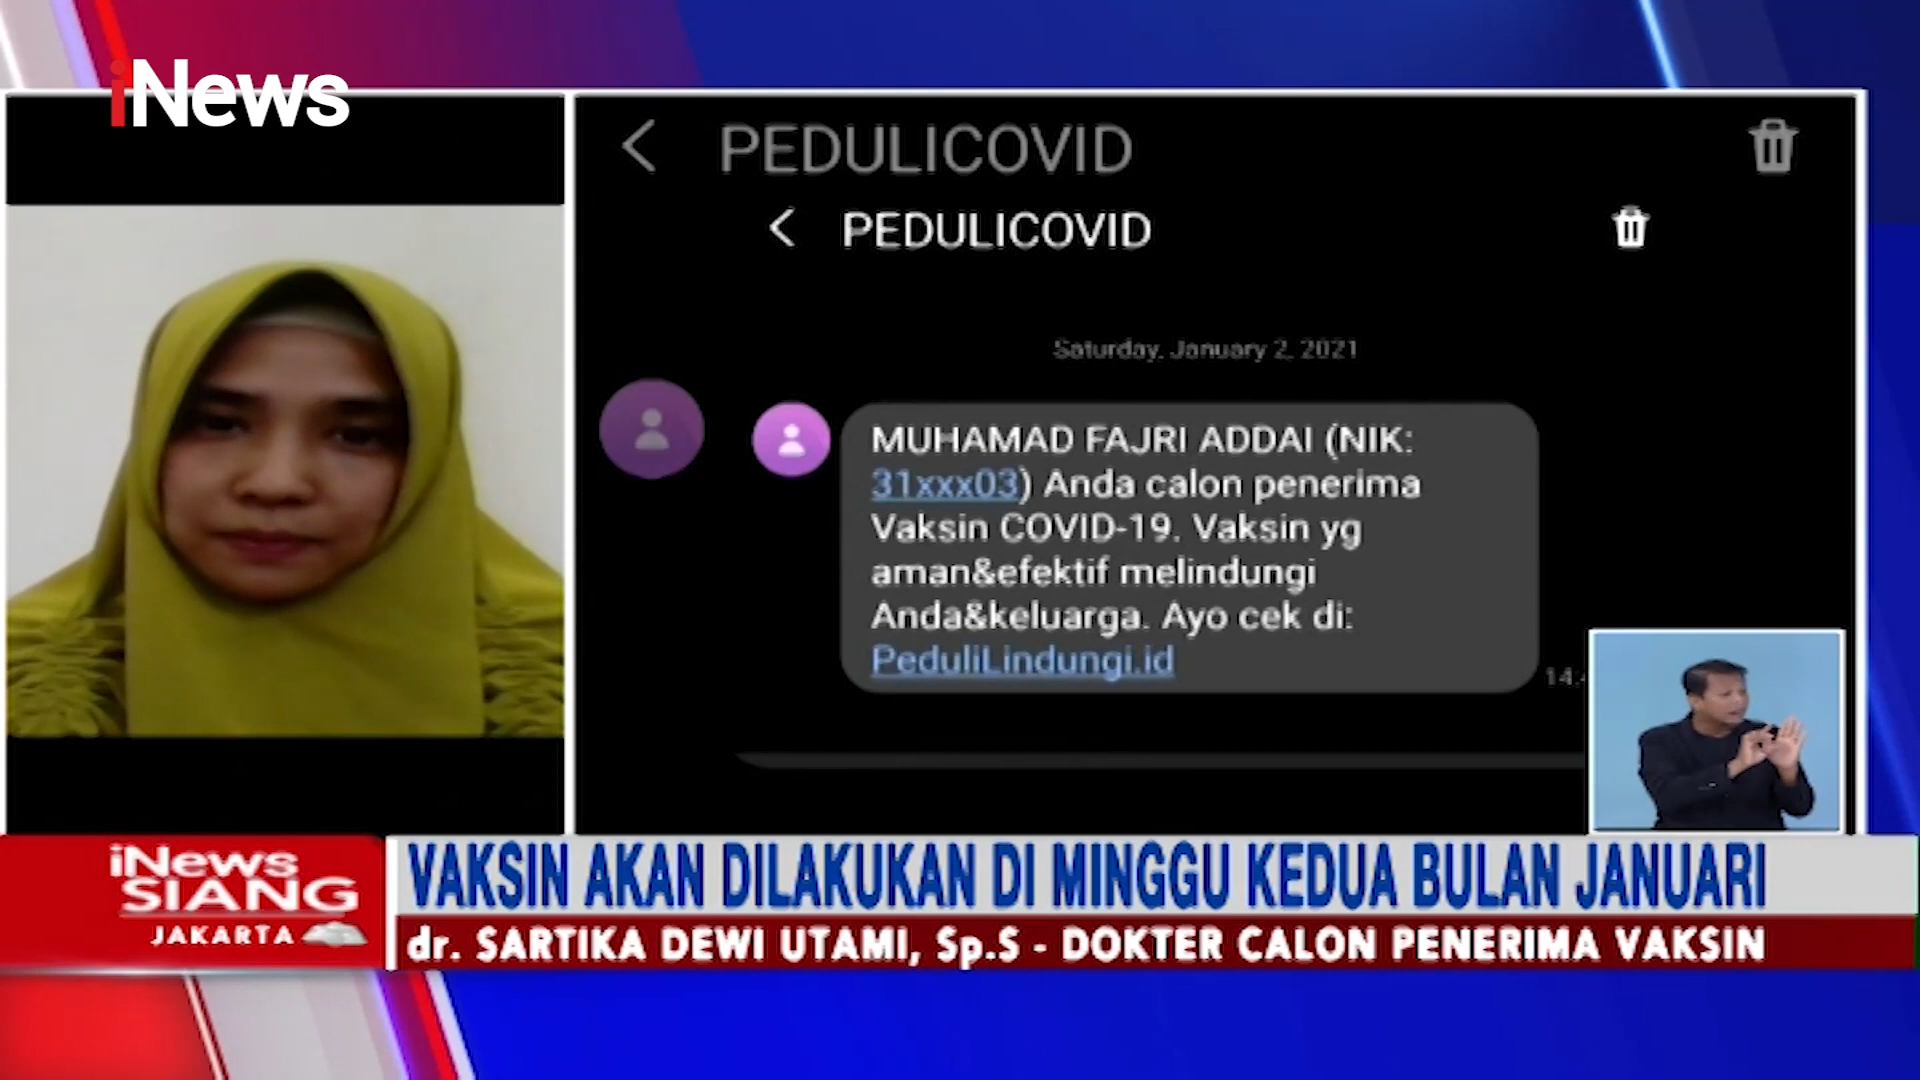 iNews
PEDULICOVID
PEDULICOVID
Saturday, January 2, 2021
MUHAMAD FAJRI ADDAI (NIK:
31xxx03) Anda calon penerima
Vaksin COVID-19. Vaksin yg
aman&efektif melindungi
Anda&keluarga. Ayo cek di:
PeduliLindungi.id
iNews
SIANG
JAKARTA
VAKSIN AKAN DILAKUKAN DI MINGGU KEDUA BULAN JANUARI
dr. SARTIKA DEWI UTAMI, Sp.S - DOKTER CALON PENERIMA VAKSIN